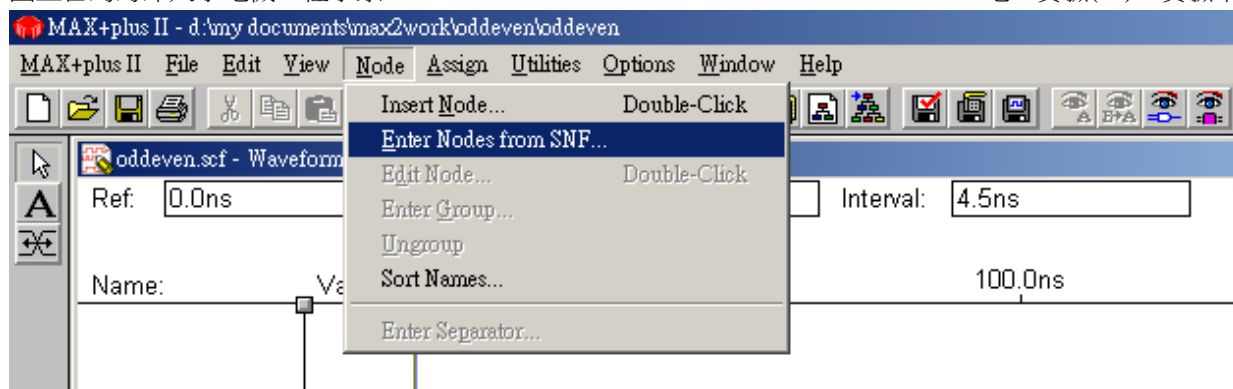 MAX+plus II - d:\my documents\max2work\oddeven\oddeven
MAX+plus II File Edit View Node Assign Utilities Options Window Help
Insert Node... Double-Click
Enter Nodes from SNF...
Edit Node... Double-Click
Enter Group...
Ungroup
Sort Names...
Enter Separator...
oddeven.scf - Waveform
Ref: 0.0ns
Interval: 4.5ns
Name:
100.0ns